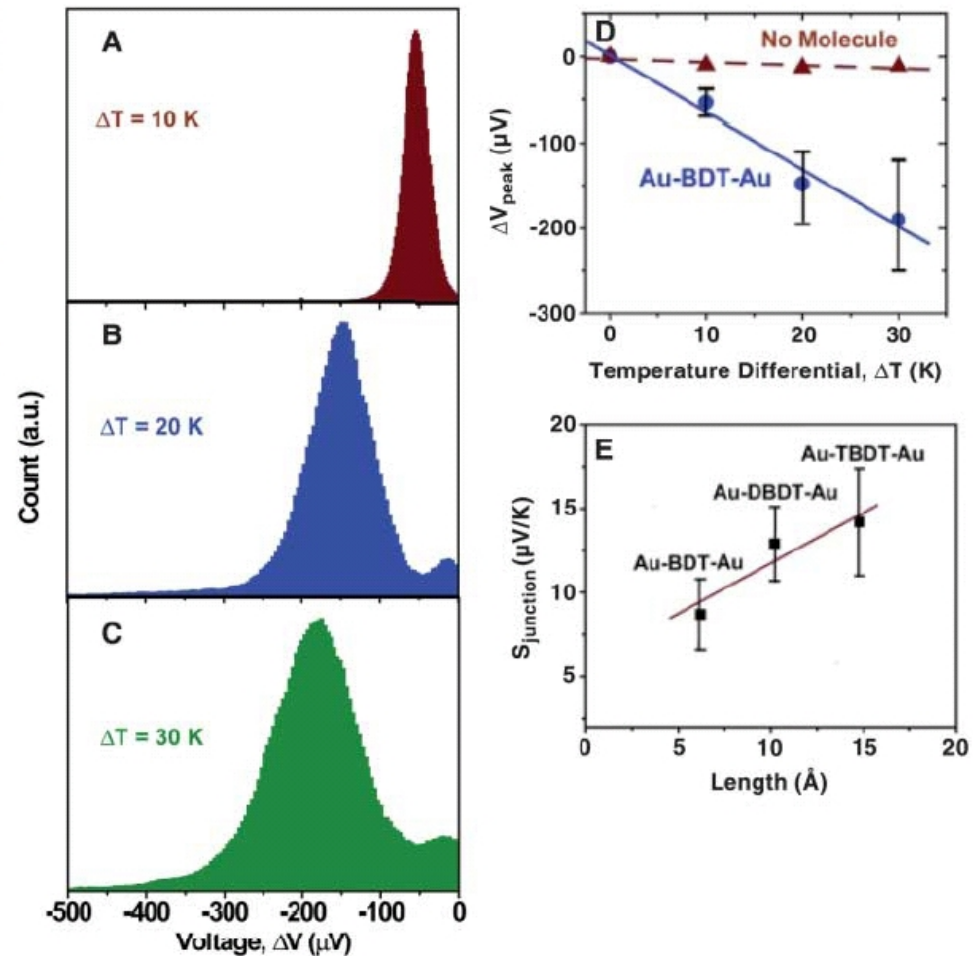 A
ΔT = 10 K
B
ΔT = 20 K
C
ΔT = 30 K
Count (a.u.)
-500 -400 -300 -200 -100 0
Voltage, ΔV (μV)
D
No Molecule
Au-BDT-Au
ΔVpeak (μV)
0
-100
-200
-300
0 10 20 30
Temperature Differential, ΔT (K)
E
Au-TBDT-Au
Au-DBDT-Au
Au-BDT-Au
Sjunction (μV/K)
20
15
10
5
0 5 10 15 20
Length (Å)